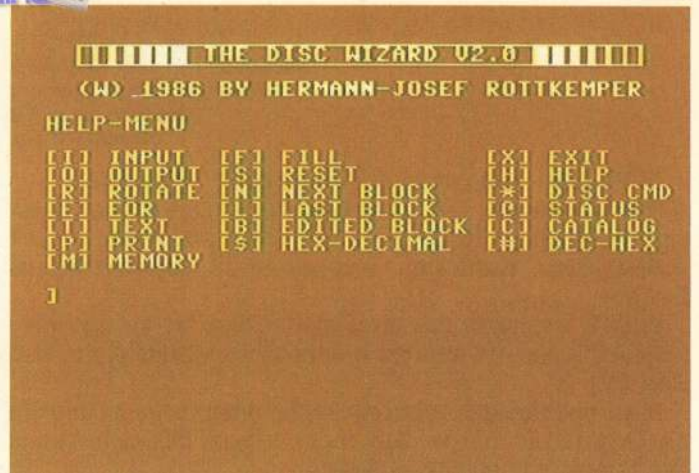 THE DISC WIZARD V2.0
(W) 1986 BY HERMANN-JOSEF ROTTKEMPER
HELP-MENU
[I] INPUT [F] FILL [X] EXIT
[O] OUTPUT [S] RESET [H] HELP
[R] ROTATE [N] NEXT BLOCK [*] DISC CMD
[E] EOR [L] LAST BLOCK [@] STATUS
[T] TEXT [B] EDITED BLOCK [C] CATALOG
[P] PRINT [$] HEX-DECIMAL [#] DEC-HEX
[M] MEMORY
]